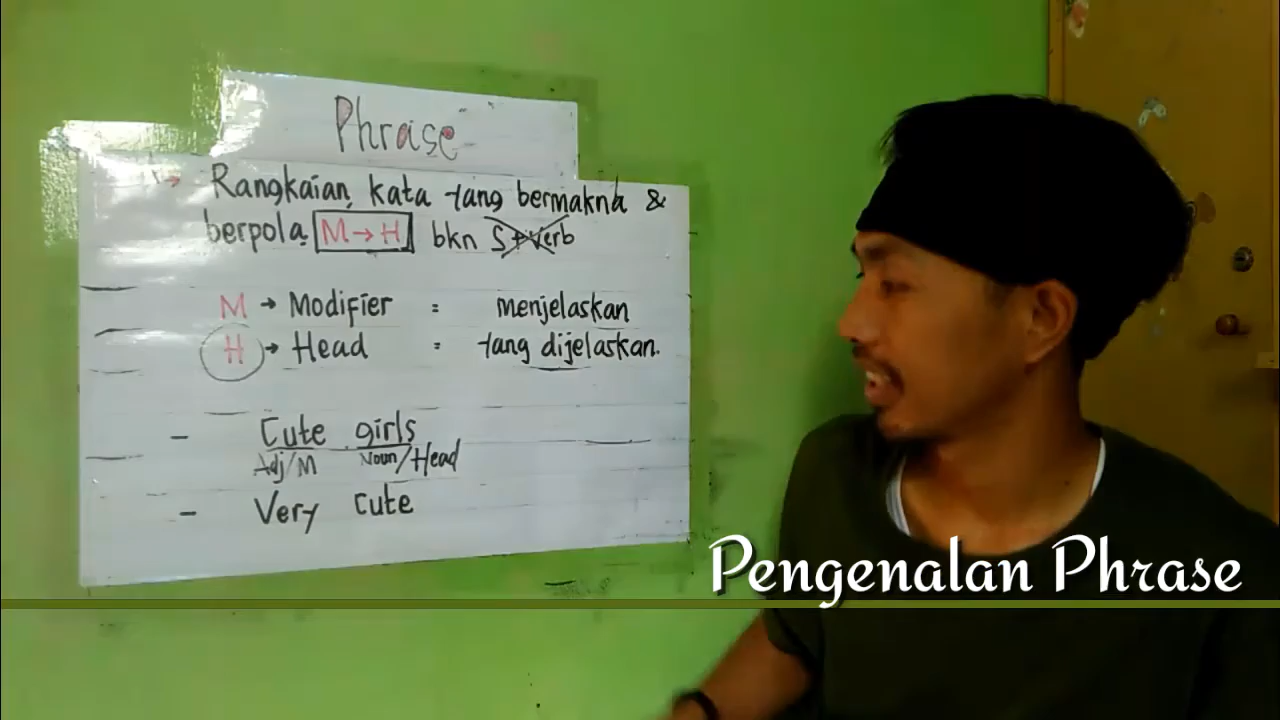 Phrase
→ Rangkaian kata yang bermakna &
berpola M → H bkn S + Verb
M → Modifier = menjelaskan
H → Head = yang dijelaskan.
- Cute girls
Adj/M Noun/Head
- Very cute
Pengenalan Phrase